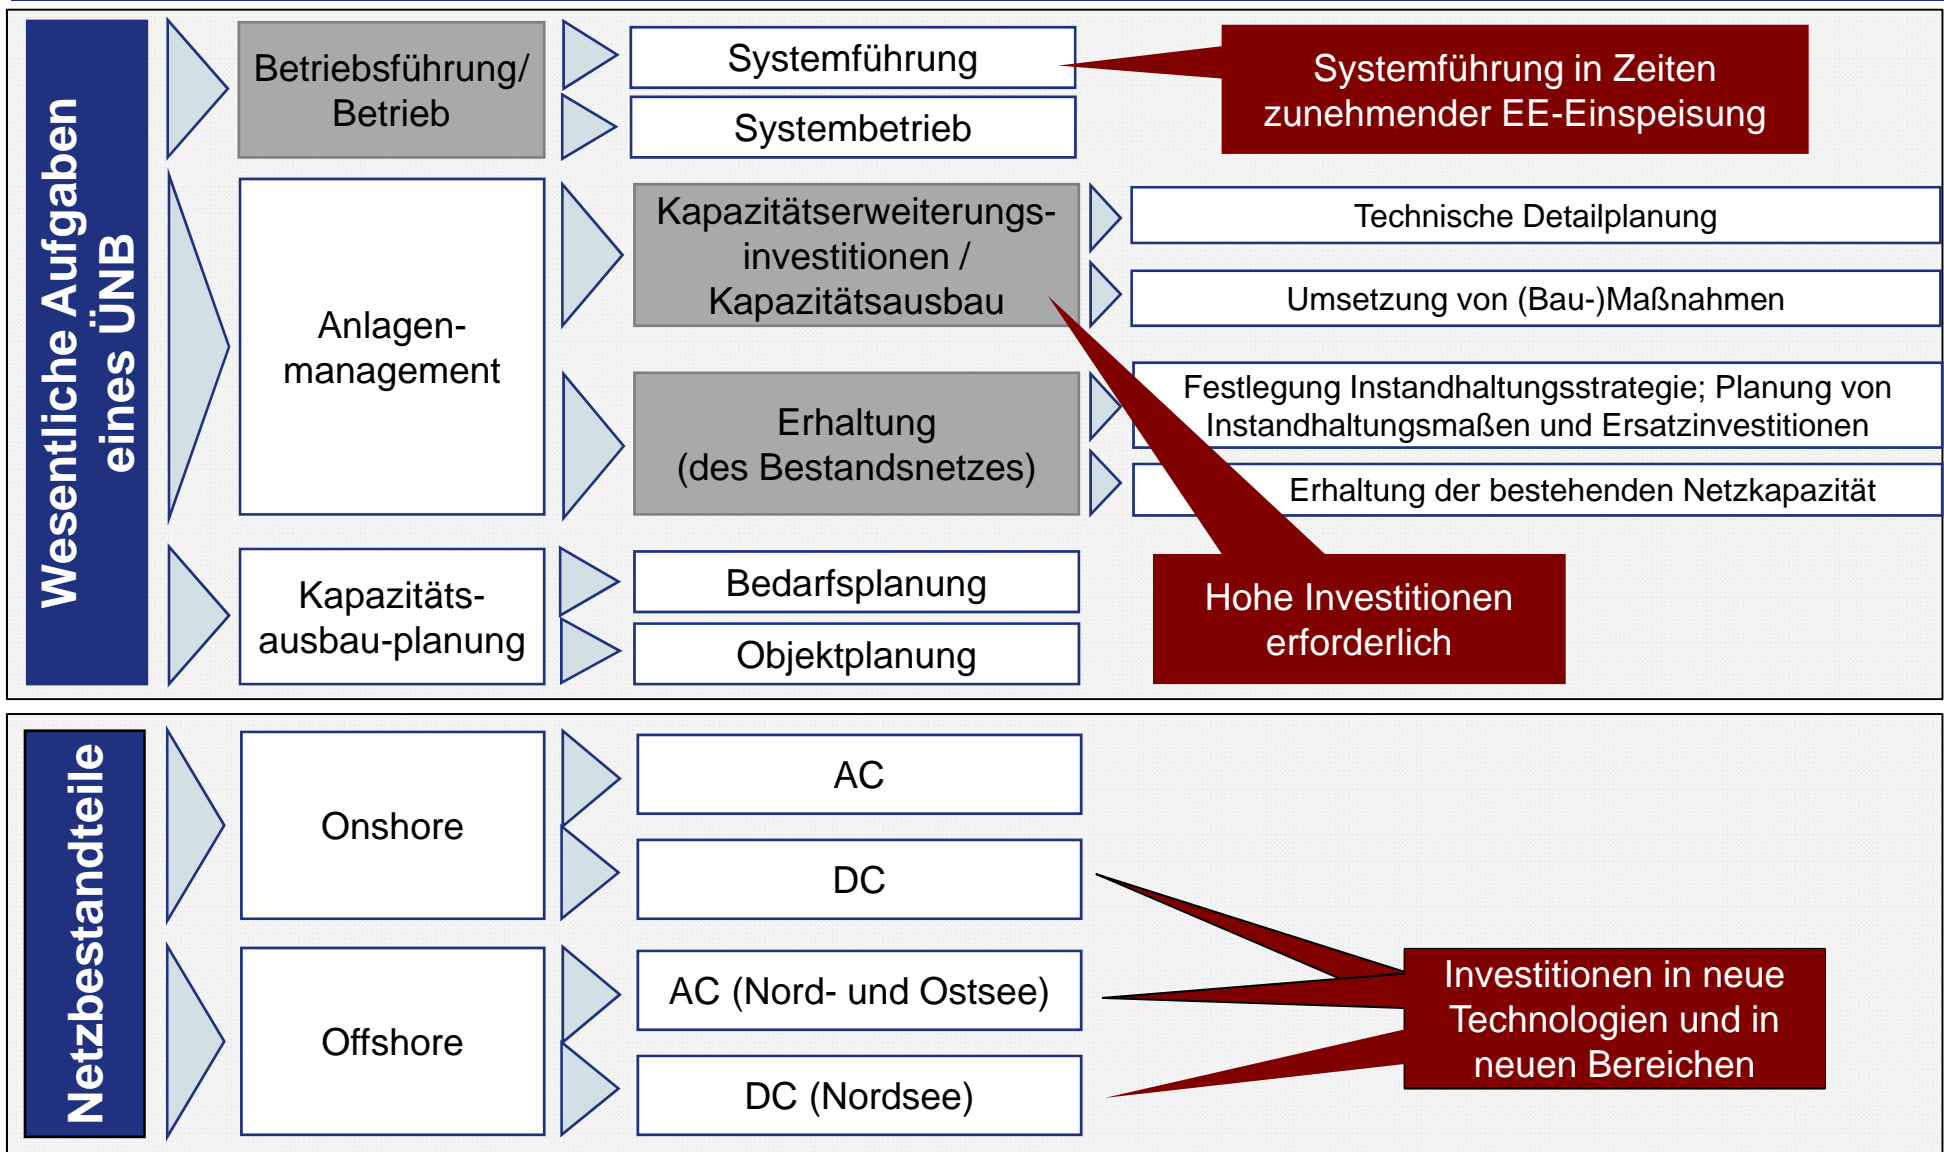 Wesentliche Aufgaben
eines ÜNB
Betriebsführung/
Betrieb
Systemführung
Systembetrieb
Systemführung in Zeiten
zunehmender EE-Einspeisung
Anlagen-
management
Kapazitätserweiterungs-
investitionen /
Kapazitätsausbau
Technische Detailplanung
Umsetzung von (Bau-)Maßnahmen
Erhaltung
(des Bestandsnetzes)
Festlegung Instandhaltungsstrategie; Planung von
Instandhaltungsmaßen und Ersatzinvestitionen
Erhaltung der bestehenden Netzkapazität
Kapazitäts-
ausbau-planung
Bedarfsplanung
Objektplanung
Hohe Investitionen
erforderlich
Netzbestandteile
Onshore
AC
DC
Offshore
AC (Nord- und Ostsee)
DC (Nordsee)
Investitionen in neue
Technologien und in
neuen Bereichen